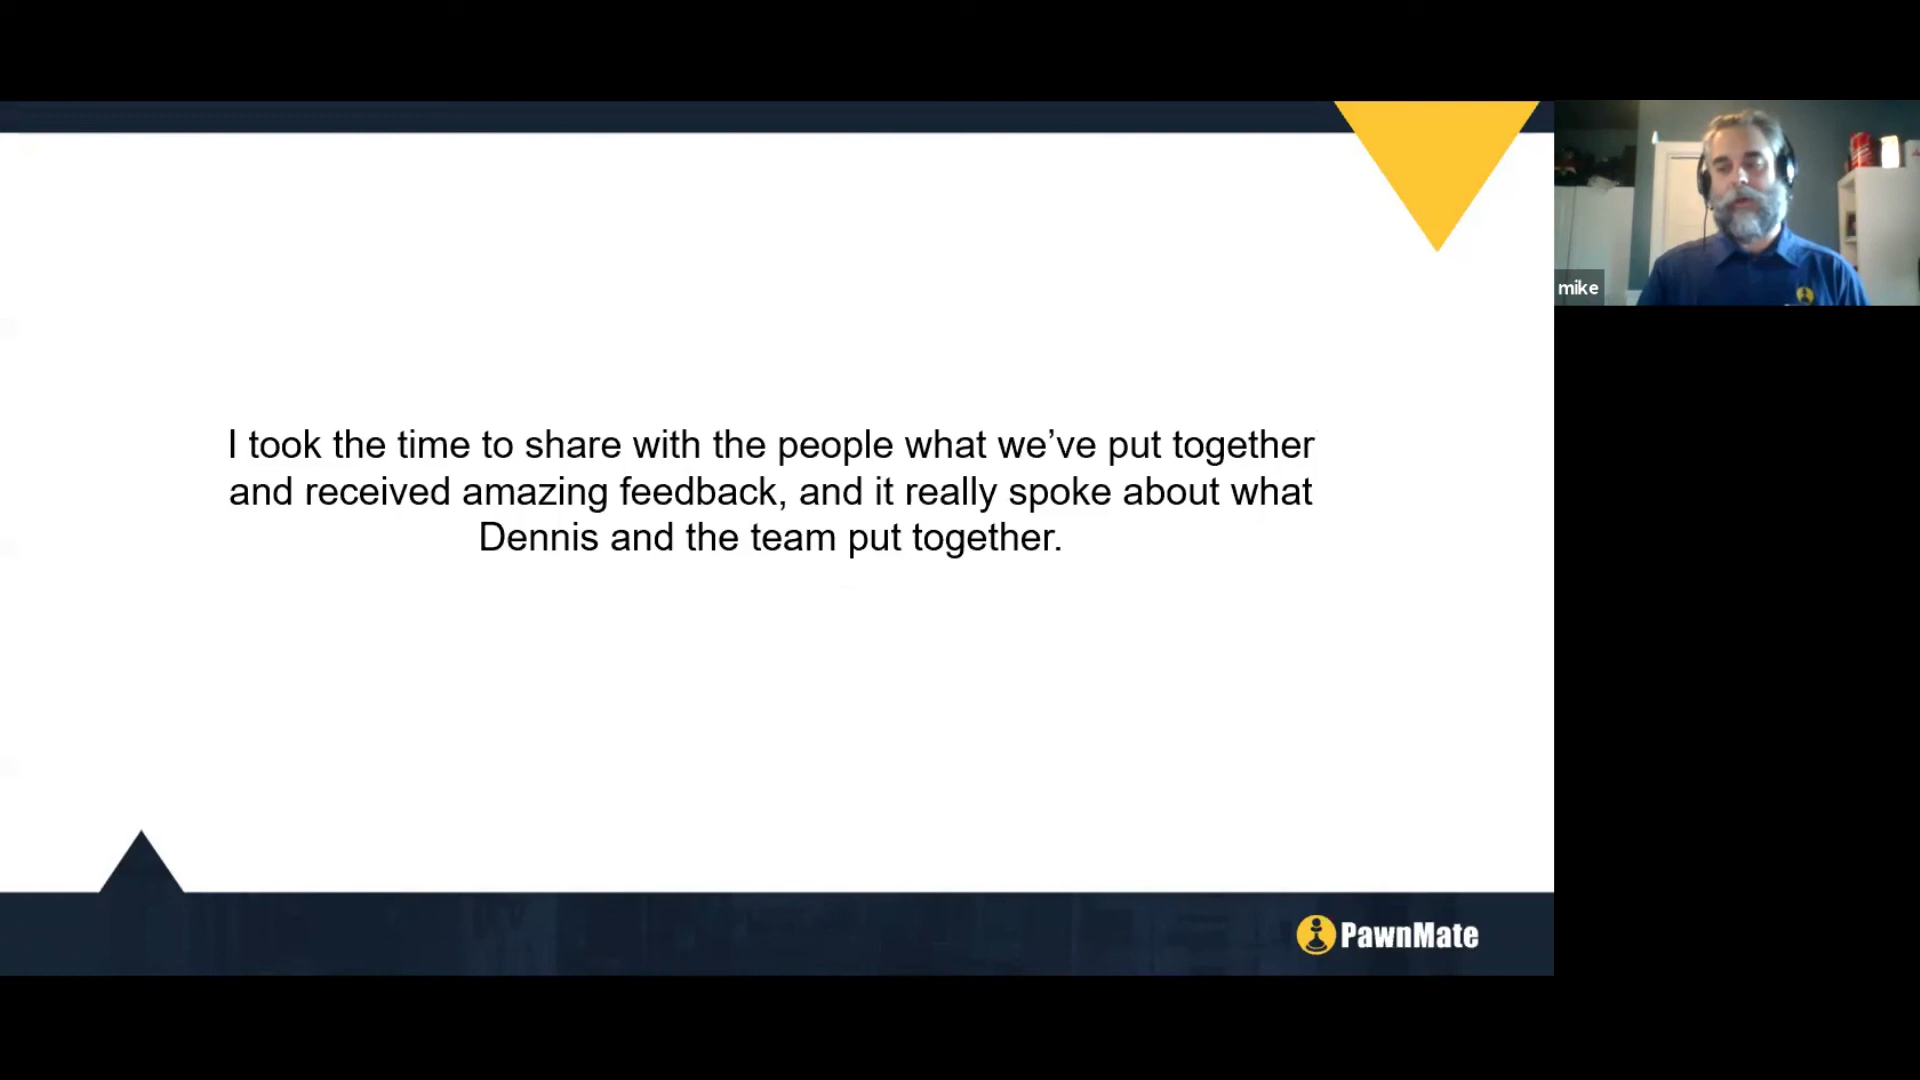 I took the time to share with the people what we’ve put together
and received amazing feedback, and it really spoke about what
Dennis and the team put together.
mike
PawnMate